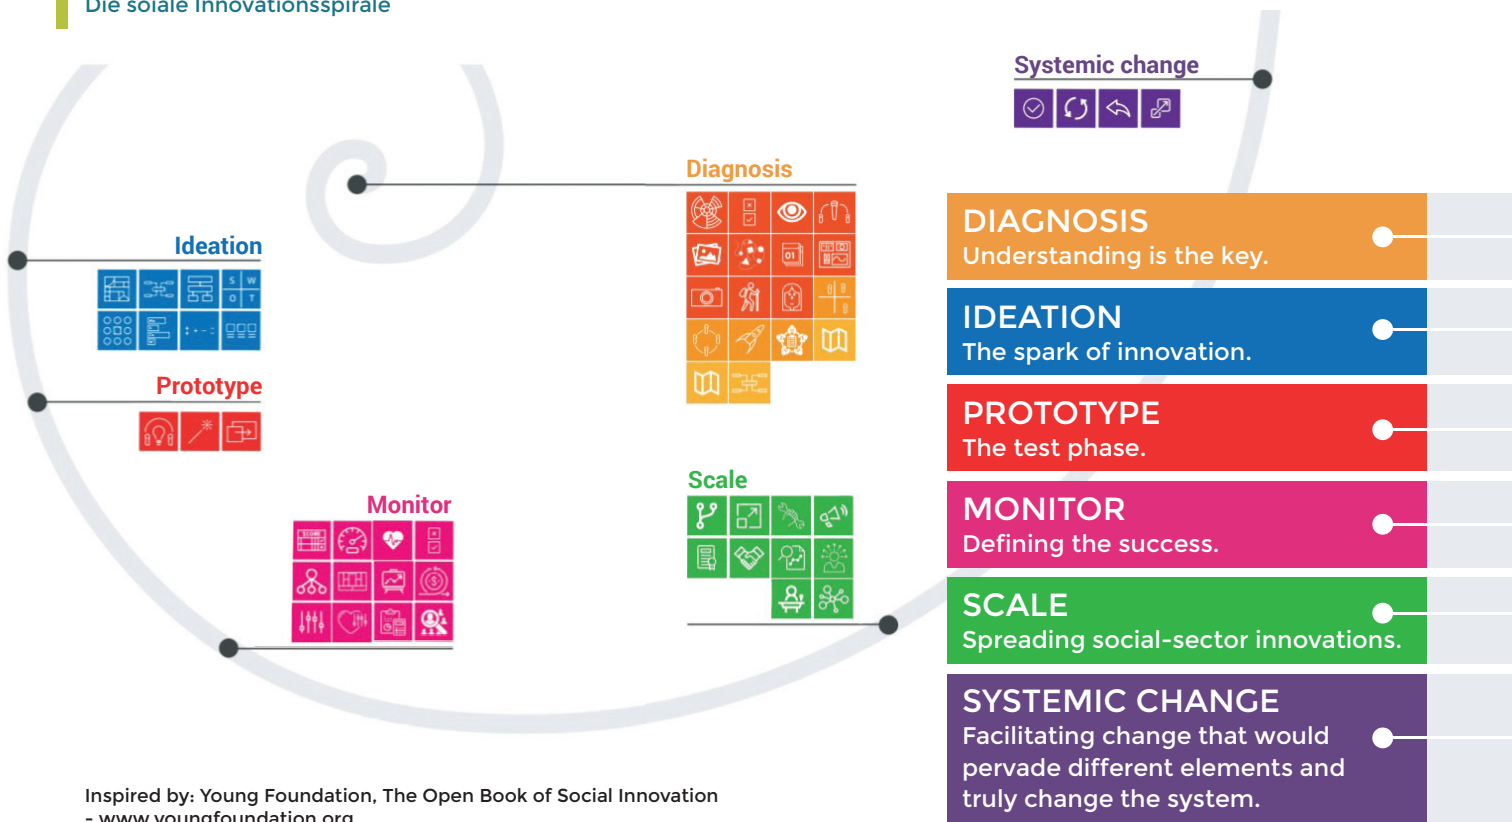 Die soiale Innovationsspirale
Systemic change
Diagnosis
Ideation
S W
O T
01
Prototype
Monitor
SCORE
Scale
DIAGNOSIS
Understanding is the key.
IDEATION
The spark of innovation.
PROTOTYPE
The test phase.
MONITOR
Defining the success.
SCALE
Spreading social-sector innovations.
SYSTEMIC CHANGE
Facilitating change that would
pervade different elements and
truly change the system.
Inspired by: Young Foundation, The Open Book of Social Innovation
- www.youngfoundation.org